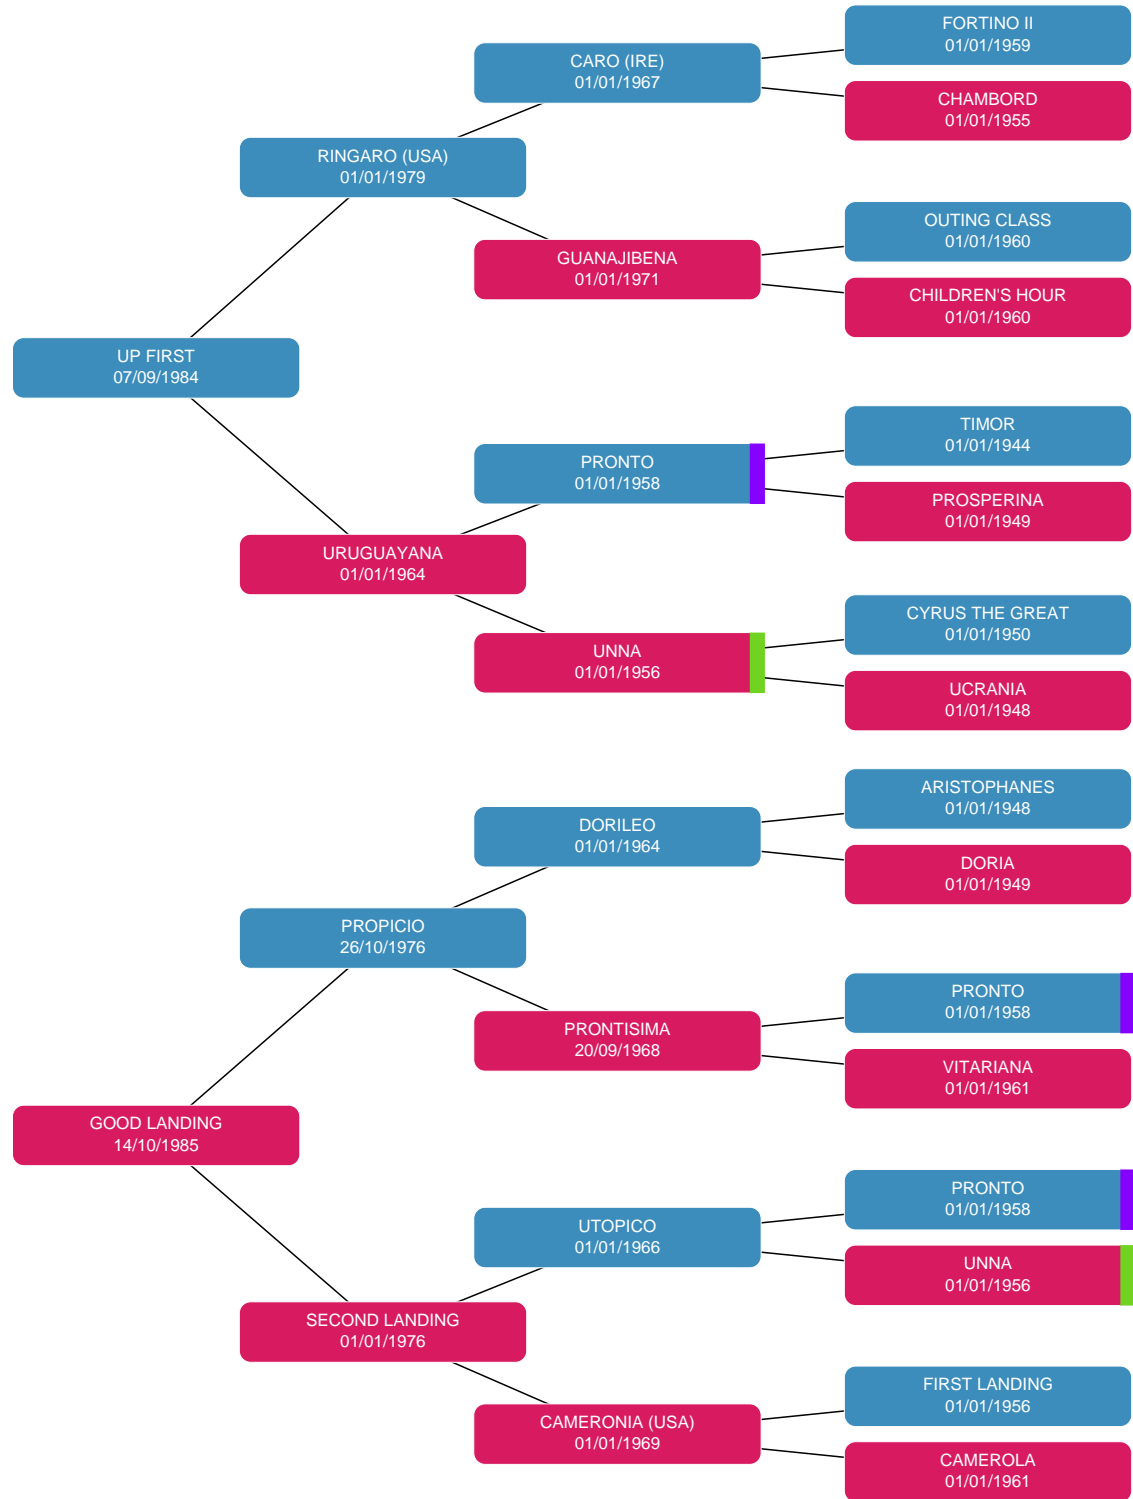 FORTINO II
01/01/1959
CARO (IRE)
01/01/1967
CHAMBORD
01/01/1955
RINGARO (USA)
01/01/1979
OUTING CLASS
01/01/1960
GUANAJIBENA
01/01/1971
CHILDREN'S HOUR
01/01/1960
UP FIRST
07/09/1984
TIMOR
01/01/1944
PRONTO
01/01/1958
PROSPERINA
01/01/1949
URUGUAYANA
01/01/1964
CYRUS THE GREAT
01/01/1950
UNNA
01/01/1956
UCRANIA
01/01/1948
ARISTOPHANES
01/01/1948
DORILEO
01/01/1964
DORIA
01/01/1949
PROPICIO
26/10/1976
PRONTO
01/01/1958
PRONTISIMA
20/09/1968
VITARIANA
01/01/1961
GOOD LANDING
14/10/1985
PRONTO
01/01/1958
UTOPICO
01/01/1966
UNNA
01/01/1956
SECOND LANDING
01/01/1976
FIRST LANDING
01/01/1956
CAMERONIA (USA)
01/01/1969
CAMEROLA
01/01/1961